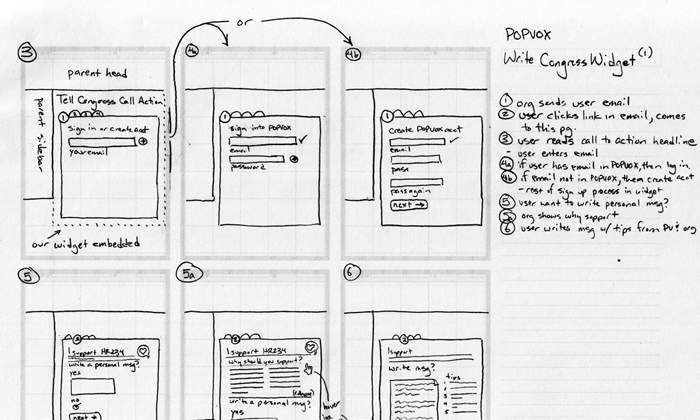 or
POPVOX
Write Congress Widget (1)
① org sends user email
② user clicks link in email, comes
to this pg.
③ user reads call to action headline
- user enters email
4a if user has email in POPVOX, then log in
4b if email not in POPVOX, then create acct
- rest of sign up process in widget
⑤ user want to write personal msg?
5a org shows why support
⑥ user writes msg w/ tips from PV & org
3
parent head
parent sidebar
Tell Congress Call Action
1
sign in or create acct
your email
our widget embedded
4a
1
sign into POPVOX
email
password
4b
1
Create POPVOX acct
email
pass
pass again
next →
5
2
I support HR234
write a personal msg?
yes
no
next →
5a
2
I support HR234
Why should you support?
write a personal msg?
yes
hover
6
2
I support
write msg?
tips